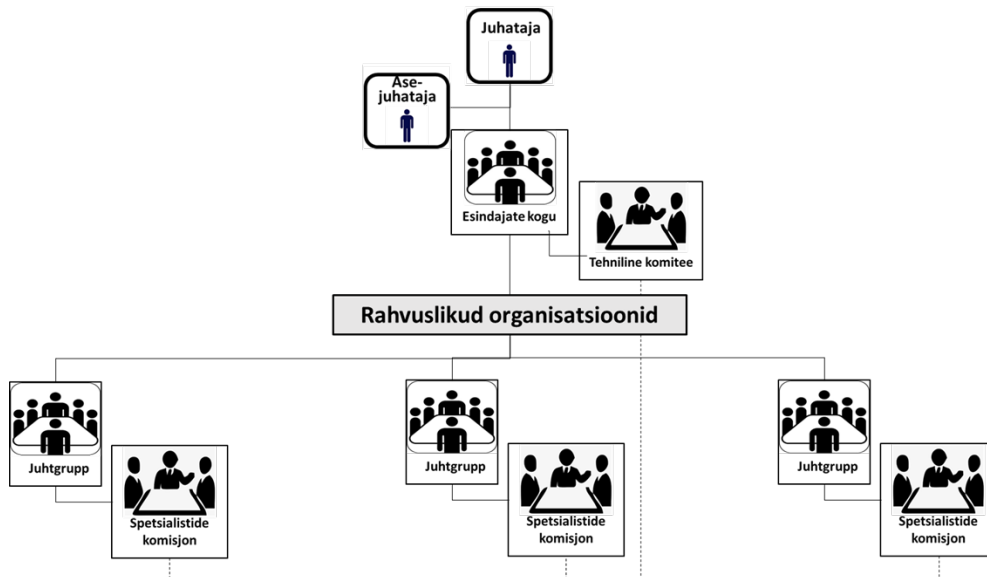 Juhataja
Ase-
juhataja
Esindajate kogu
Tehniline komitee
Rahvuslikud organisatsioonid
Juhtgrupp
Juhtgrupp
Juhtgrupp
Spetsialistide
komisjon
Spetsialistide
komisjon
Spetsialistide
komisjon